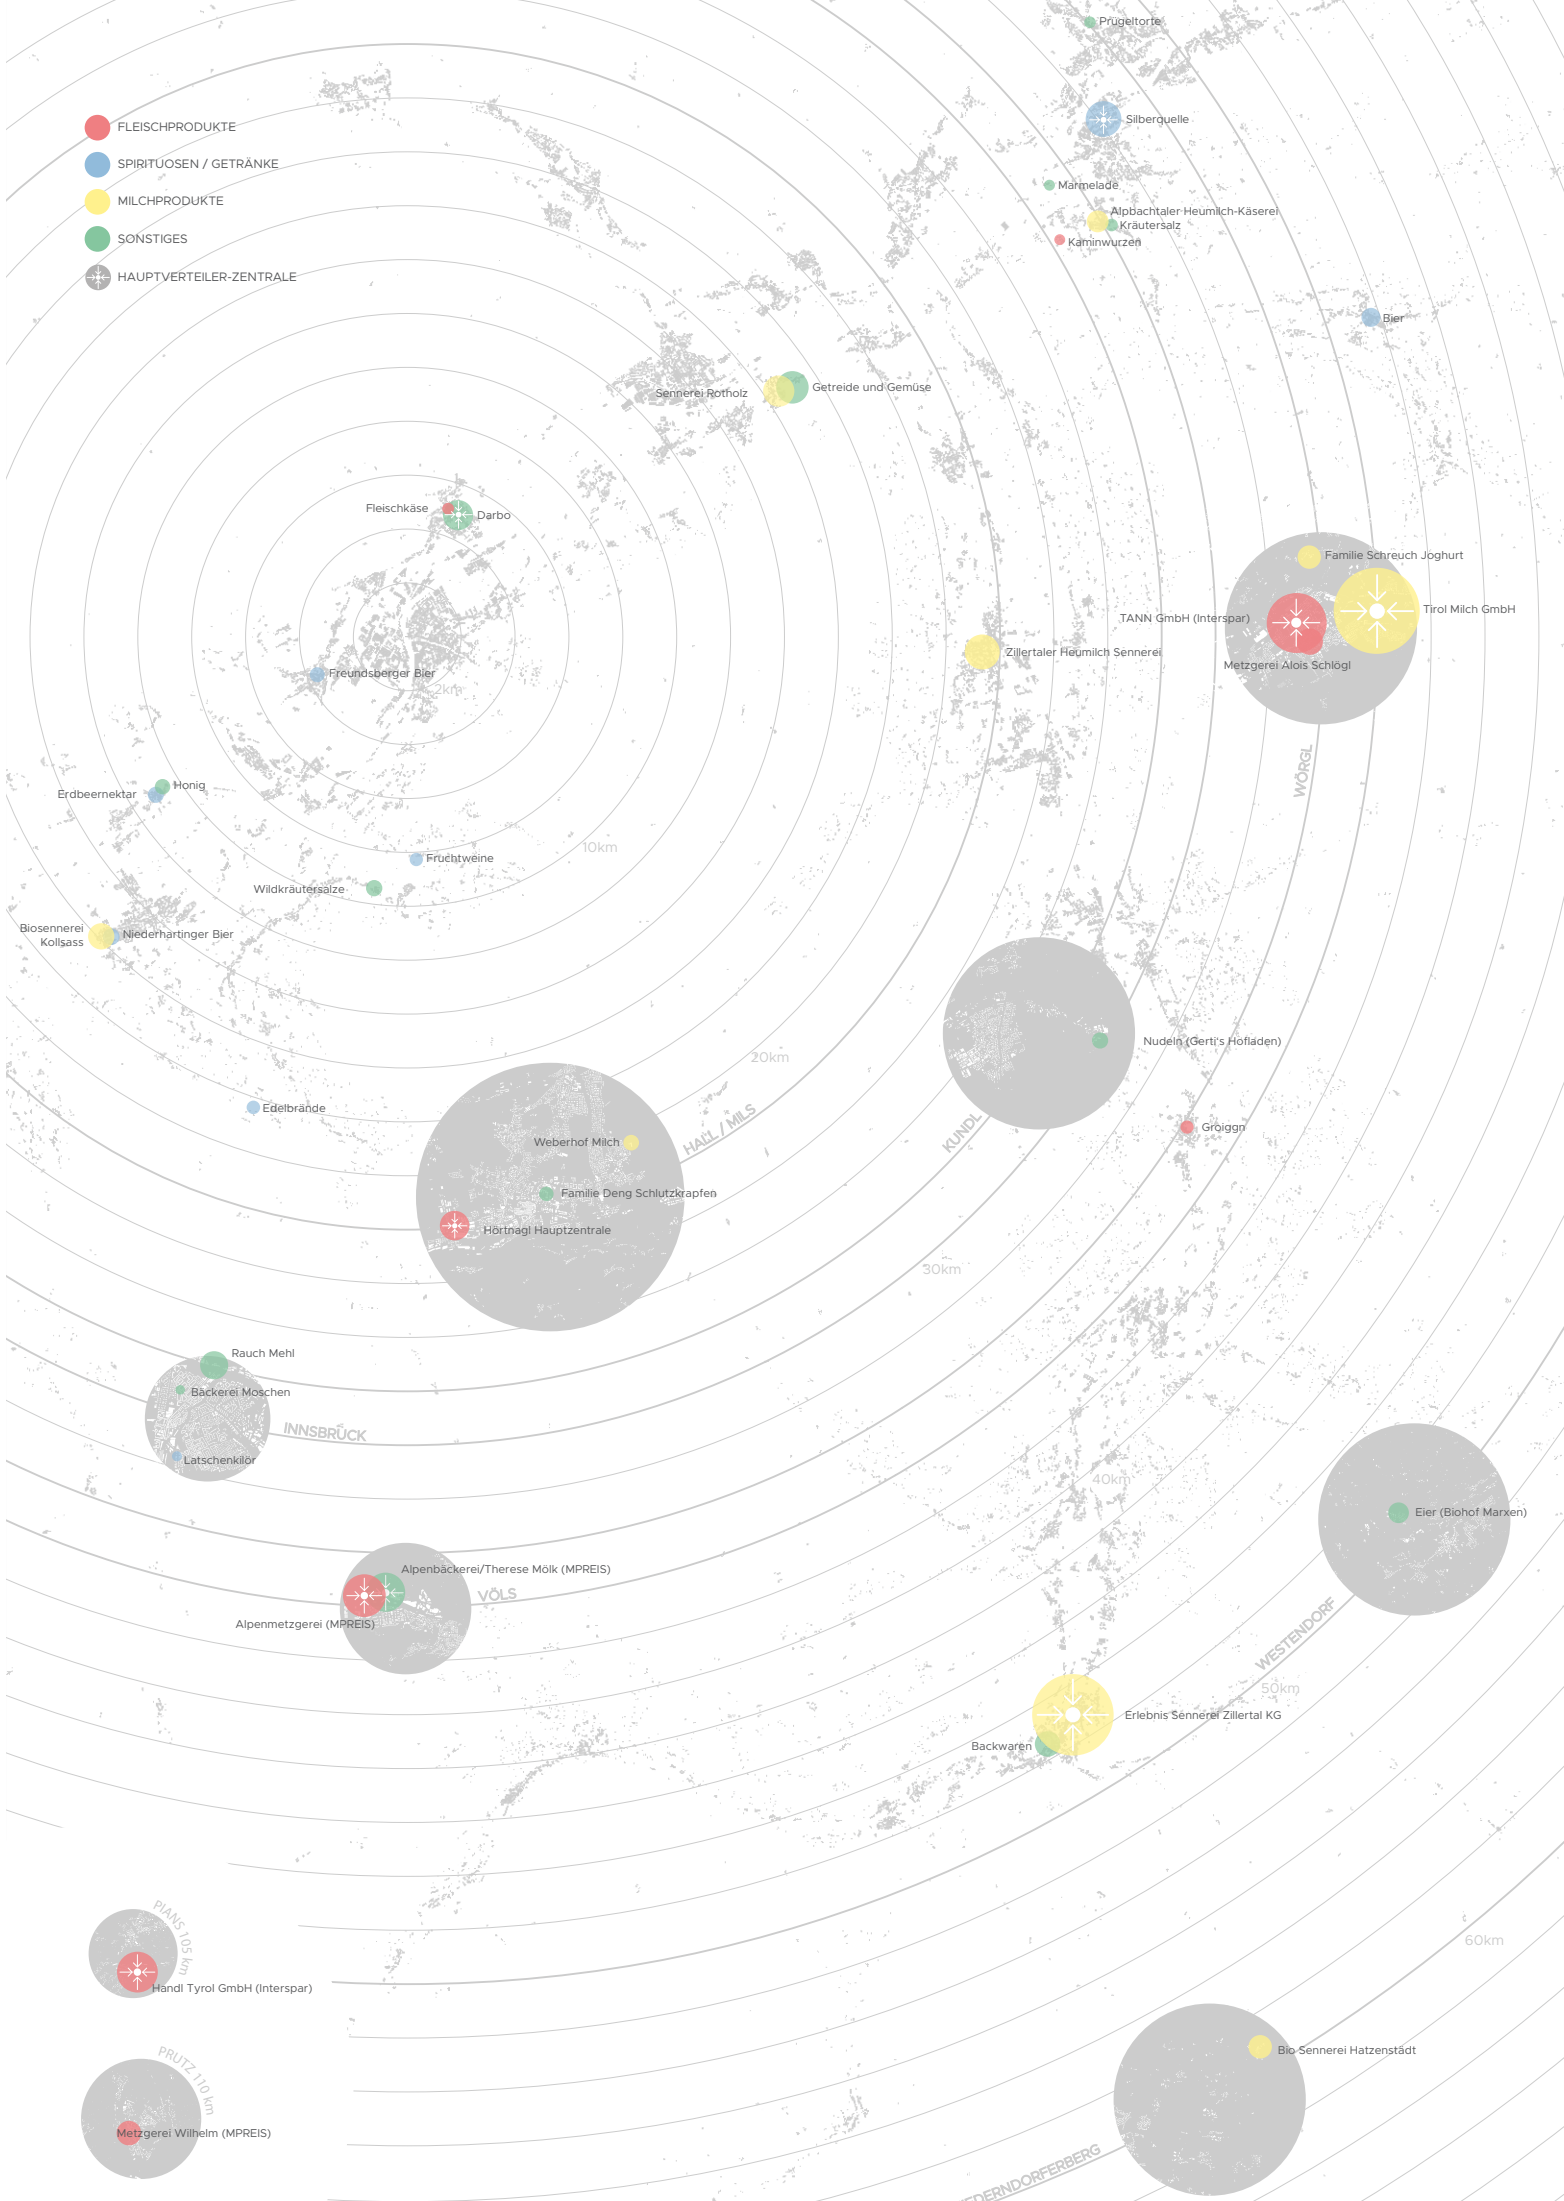 Prügeltorte
Silberquelle
FLEISCHPRODUKTE
SPIRITUOSEN / GETRÄNKE
MILCHPRODUKTE
SONSTIGES
HAUPTVERTEILER-ZENTRALE
Marmelade
Alpbachtaler Heumilch-Käserei
Kräutersalz
Kaminwurzen
Bier
Sennerei Rotholz
Getreide und Gemüse
Fleischkäse
Darbo
Familie Schreuch Joghurt
Tirol Milch GmbH
TANN GmbH (Interspar)
Metzgerei Alois Schlögl
Zillertaler Heumilch Sennerei
Freundsberger Bier
2km
WÖRGL
Honig
Erdbeernektar
10km
Fruchtweine
Wildkräutersalze
Biosennerei
Kollsass
Niederhartinger Bier
20km
Nudeln (Gerti's Hofladen)
Edelbrände
HALL / MILS
KUNDL
Groiggn
Weberhof Milch
Familie Deng Schlutzkrapfen
Hörtnagl Hauptzentrale
30km
Rauch Mehl
Bäckerei Moschen
INNSBRUCK
Latschenkilör
40km
Eier (Biohof Marxen)
Alpenbäckerei/Therese Mölk (MPREIS)
VÖLS
Alpenmetzgerei (MPREIS)
WESTENDORF
50km
Erlebnis Sennerei Zillertal KG
Backwaren
PIANS 105 km
60km
Handl Tyrol GmbH (Interspar)
PRUTZ 110 km
Bio Sennerei Hatzenstädt
Metzgerei Wilhelm (MPREIS)
EDERNDORFERBERG